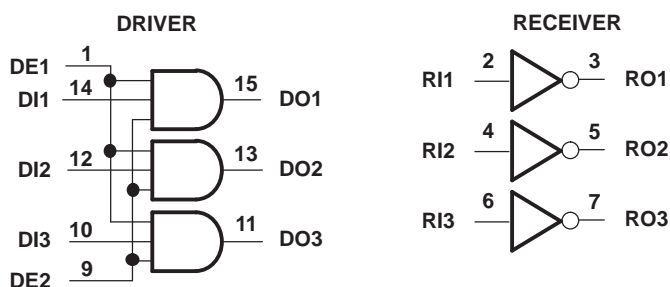 DRIVER
DE1 1
DI1 14 15 DO1
DI2 12 13 DO2
DI3 10 11 DO3
DE2 9
RECEIVER
RI1 2 3 RO1
RI2 4 5 RO2
RI3 6 7 RO3